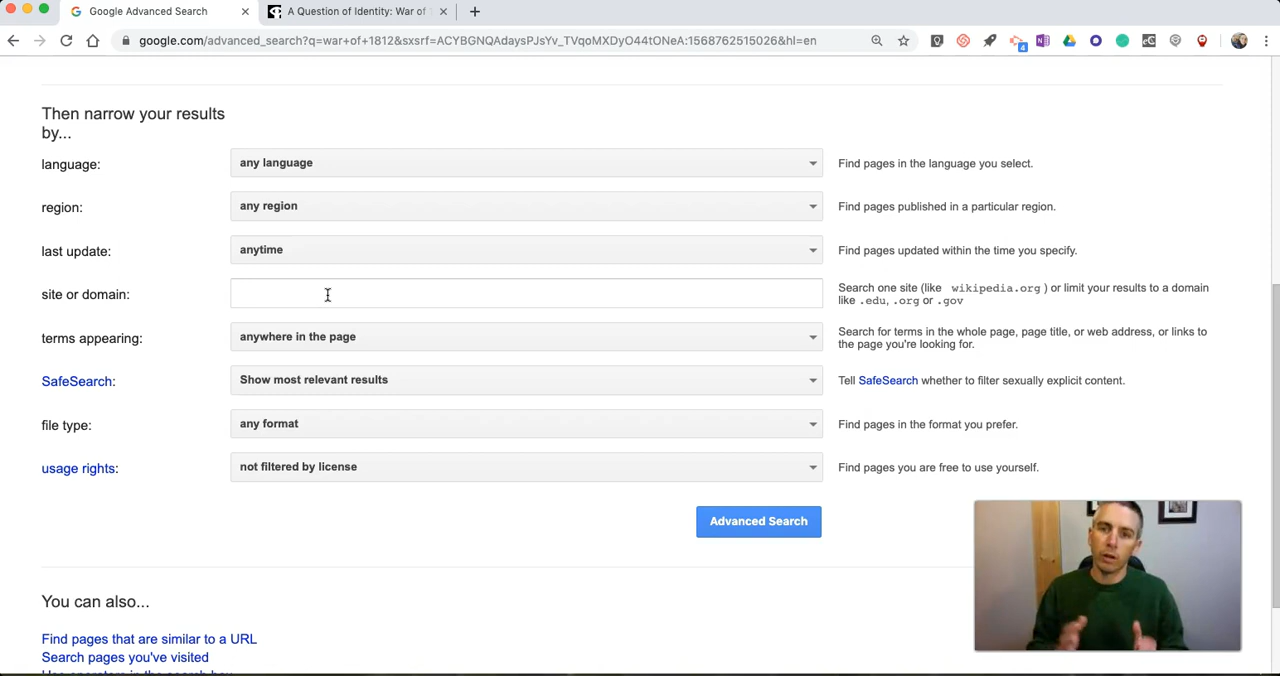 Google Advanced Search
A Question of Identity: War of
google.com/advanced_search?q=war+of+1812&sxsrf=ACYBGNQAdaysPJsYv_TVqoMXDyO44tONeA:1568762515026&hl=en
4
Then narrow your results
by...
language:
any language
Find pages in the language you select.
region:
any region
Find pages published in a particular region.
last update:
anytime
Find pages updated within the time you specify.
site or domain:
Search one site (like wikipedia.org ) or limit your results to a domain
like .edu, .org or .gov
terms appearing:
anywhere in the page
Search for terms in the whole page, page title, or web address, or links to
the page you're looking for.
SafeSearch:
Show most relevant results
Tell SafeSearch whether to filter sexually explicit content.
file type:
any format
Find pages in the format you prefer.
usage rights:
not filtered by license
Find pages you are free to use yourself.
Advanced Search
You can also...
Find pages that are similar to a URL
Search pages you've visited